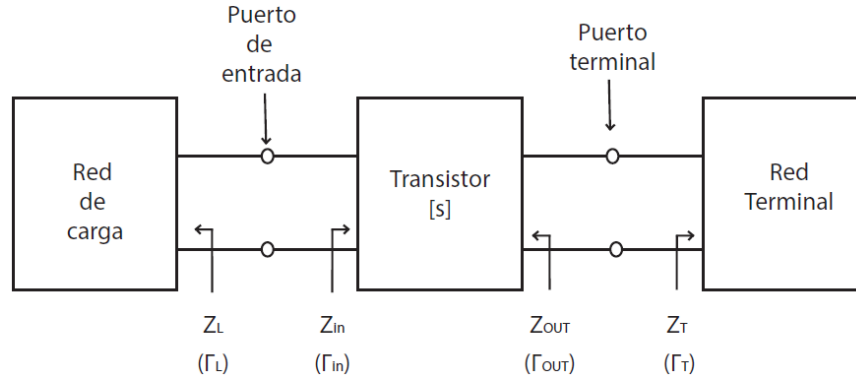 Puerto
de
entrada
Puerto
terminal
Red
de
carga
Transistor
[s]
Red
Terminal
ZL
Zin
ZOUT
ZT
(ΓL)
(Γin)
(ΓOUT)
(ΓT)